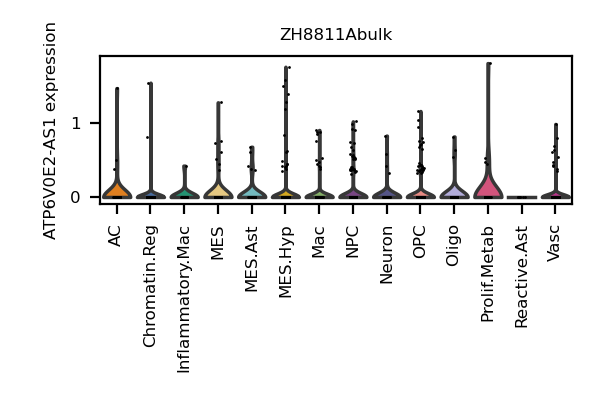 ZH8811Abulk
ATP6V0E2-AS1 expression
1
0
AC
Chromatin.Reg
Inflammatory.Mac
MES
MES.Ast
MES.Hyp
Mac
NPC
Neuron
OPC
Oligo
Prolif.Metab
Reactive.Ast
Vasc